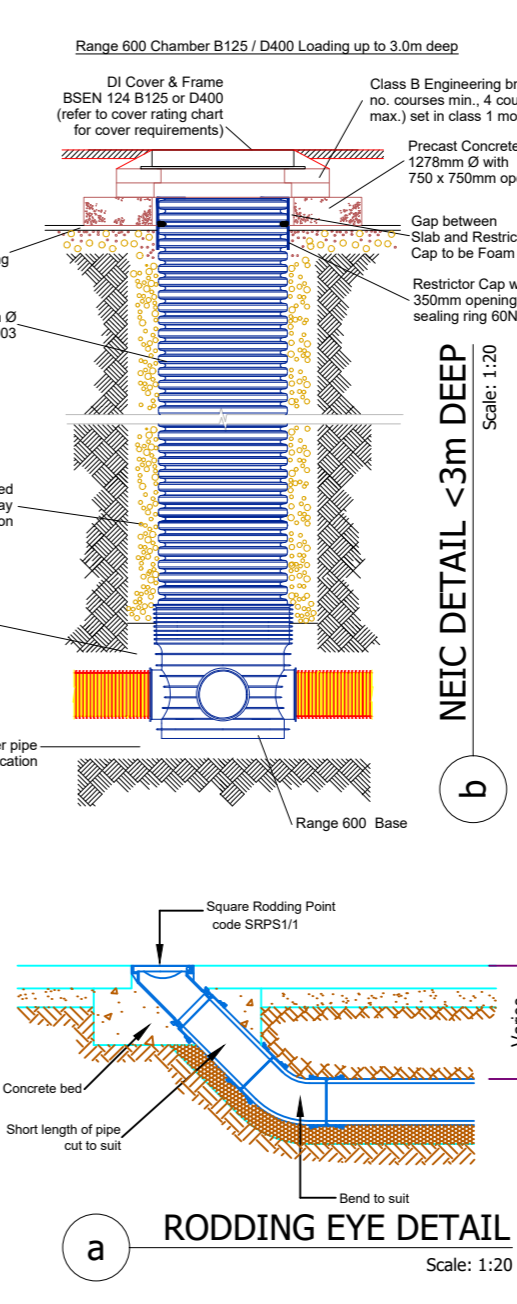 Range 600 Chamber B125 / D400 Loading up to 3.0m deep
DI Cover & Frame
BSEN 124 B125 or D400
(refer to cover rating chart
for cover requirements)
Class B Engineering br
no. courses min., 4 cou
max.) set in class 1 mo
Precast Concrete
1278mm Ø with
750 x 750mm ope
Gap between
Slab and Restric
Cap to be Foam
Restrictor Cap w
350mm opening
sealing ring 60N
ng
Ø
03
ed
ay
on
er pipe
cation
Range 600 Base
NEIC DETAIL <3m DEEP
Scale: 1:20
b
Square Rodding Point
code SRPS1/1
Concrete bed
Short length of pipe
cut to suit
Bend to suit
Varies
a
RODDING EYE DETAIL
Scale: 1:20